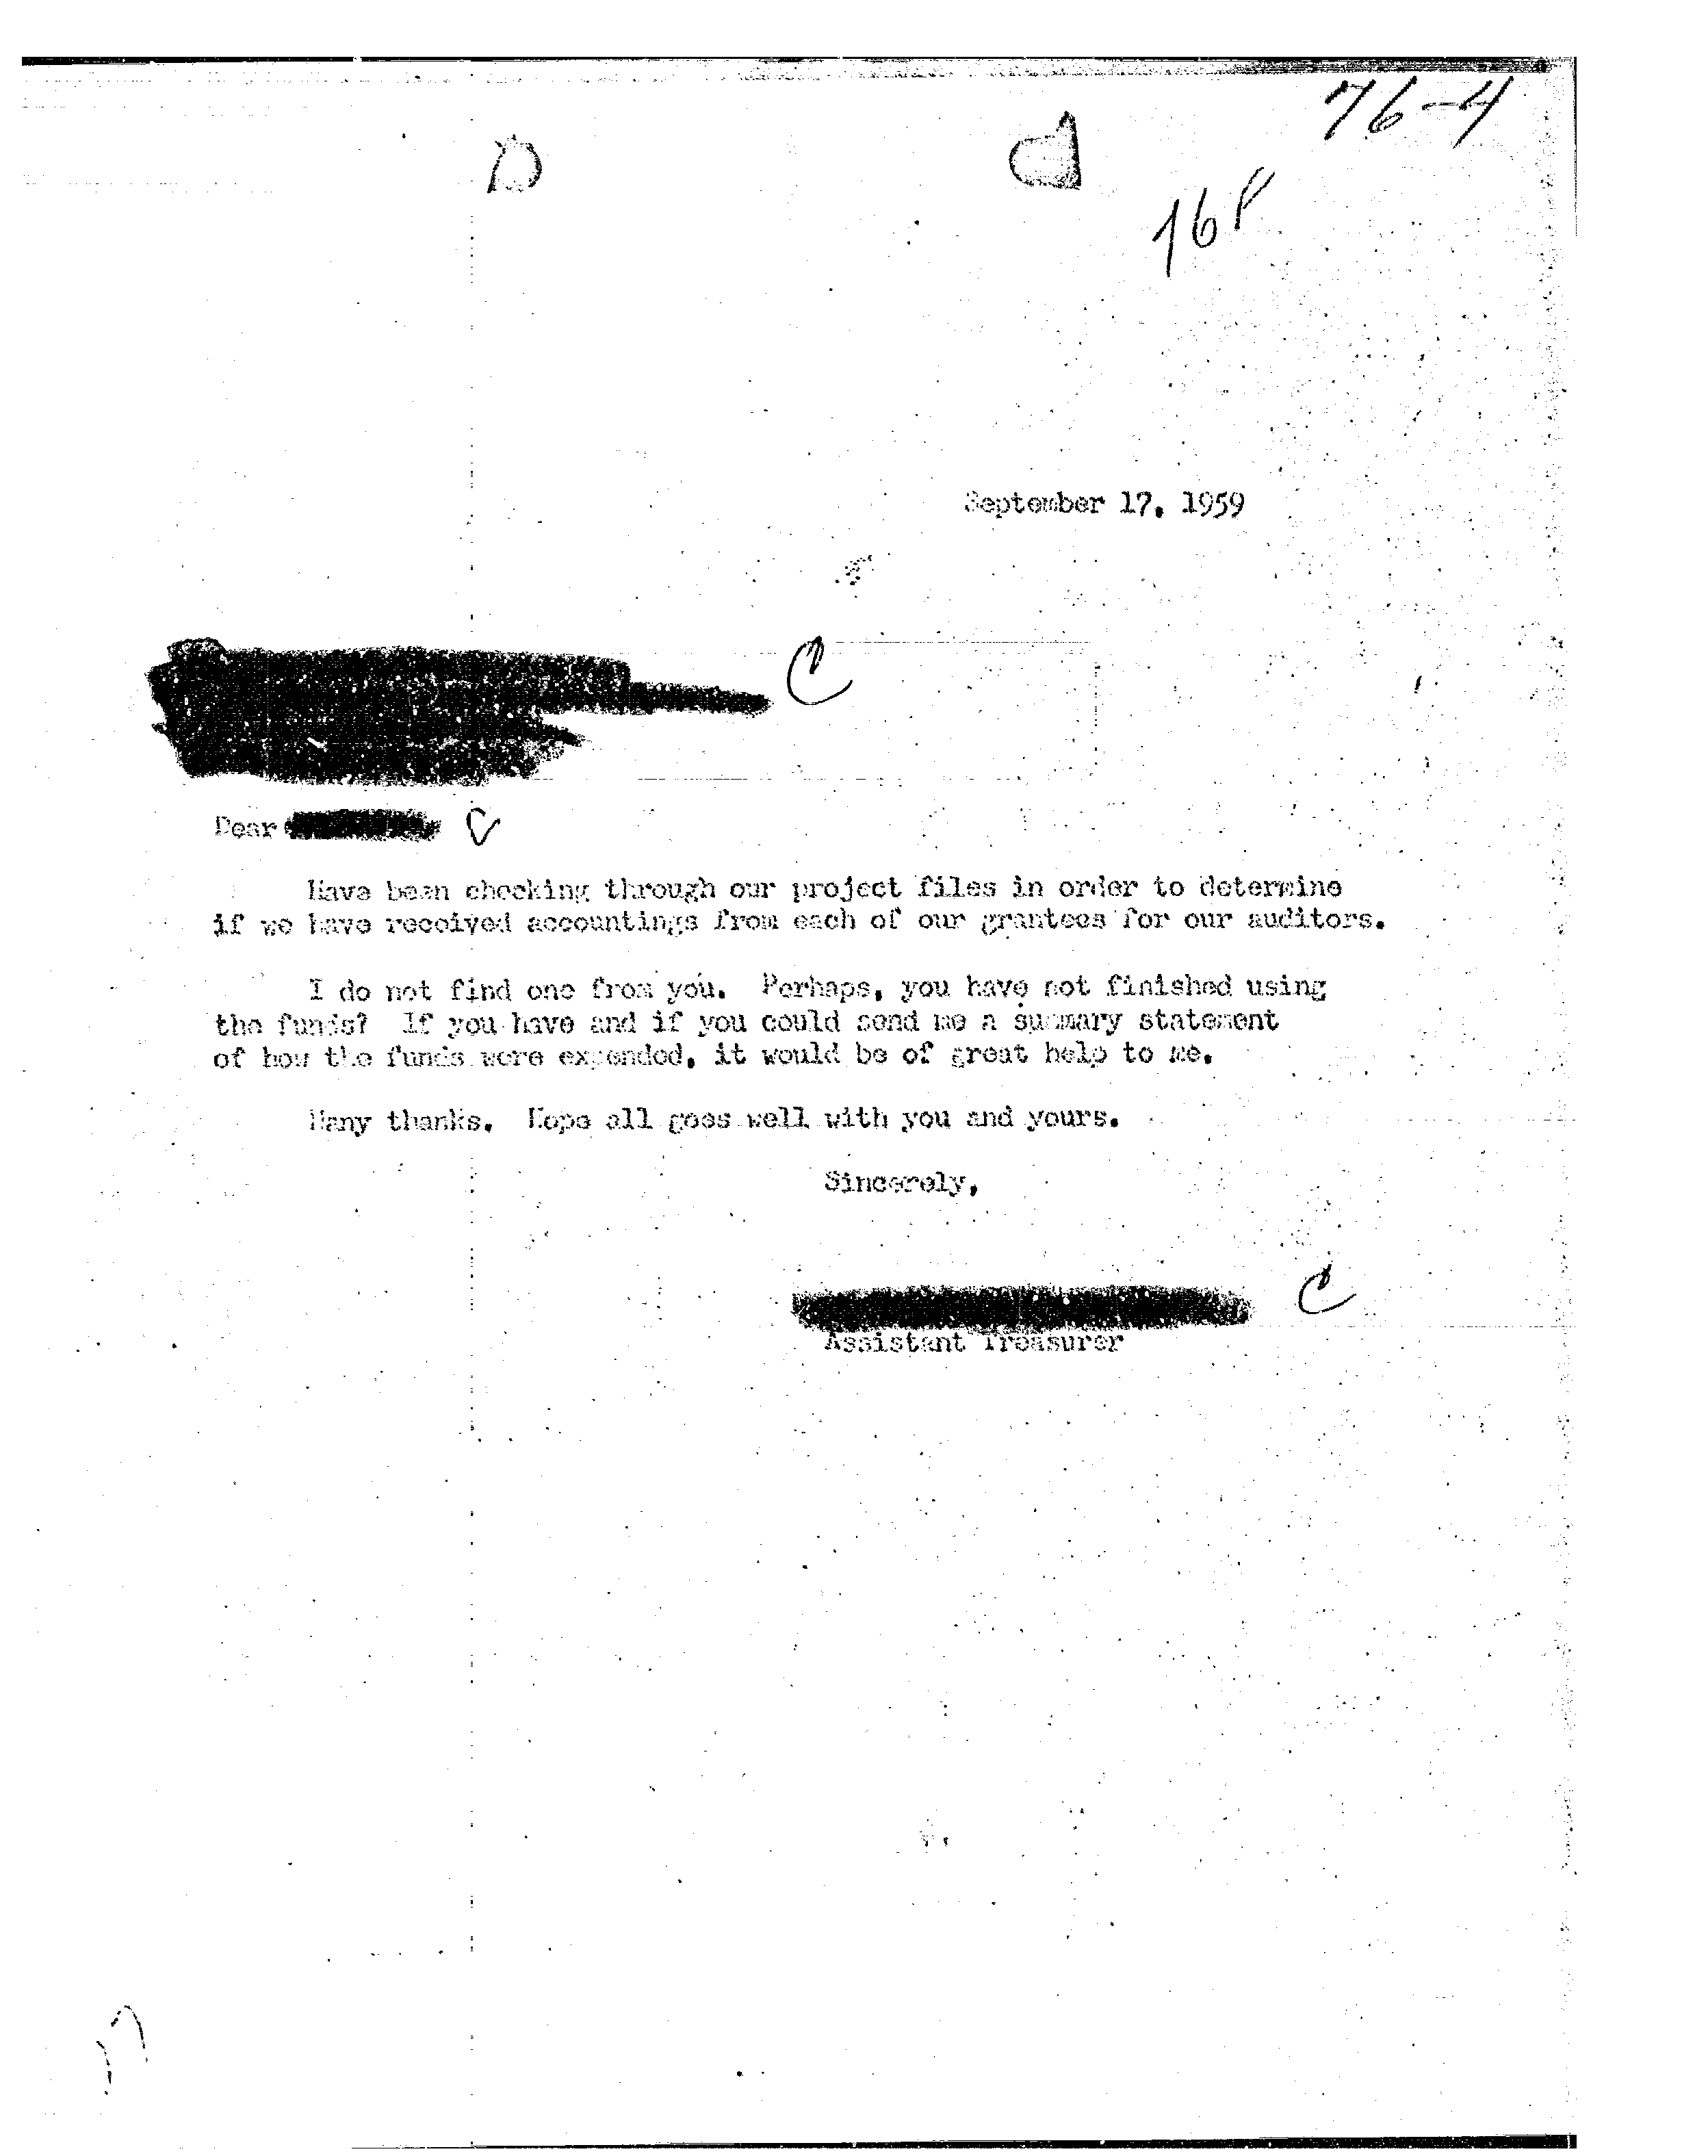 76-4
168
September 17, 1959
C
Dear
C
Have been checking through our project files in order to determine
if we have received accountings from each of our grantees for our auditors.
I do not find one from you. Perhaps, you have not finished using
the funds? If you have and if you could send me a summary statement
of how the funds were expended, it would be of great help to me.
Many thanks. Hope all goes well with you and yours.
Sincerely,
C
Assistant Treasurer